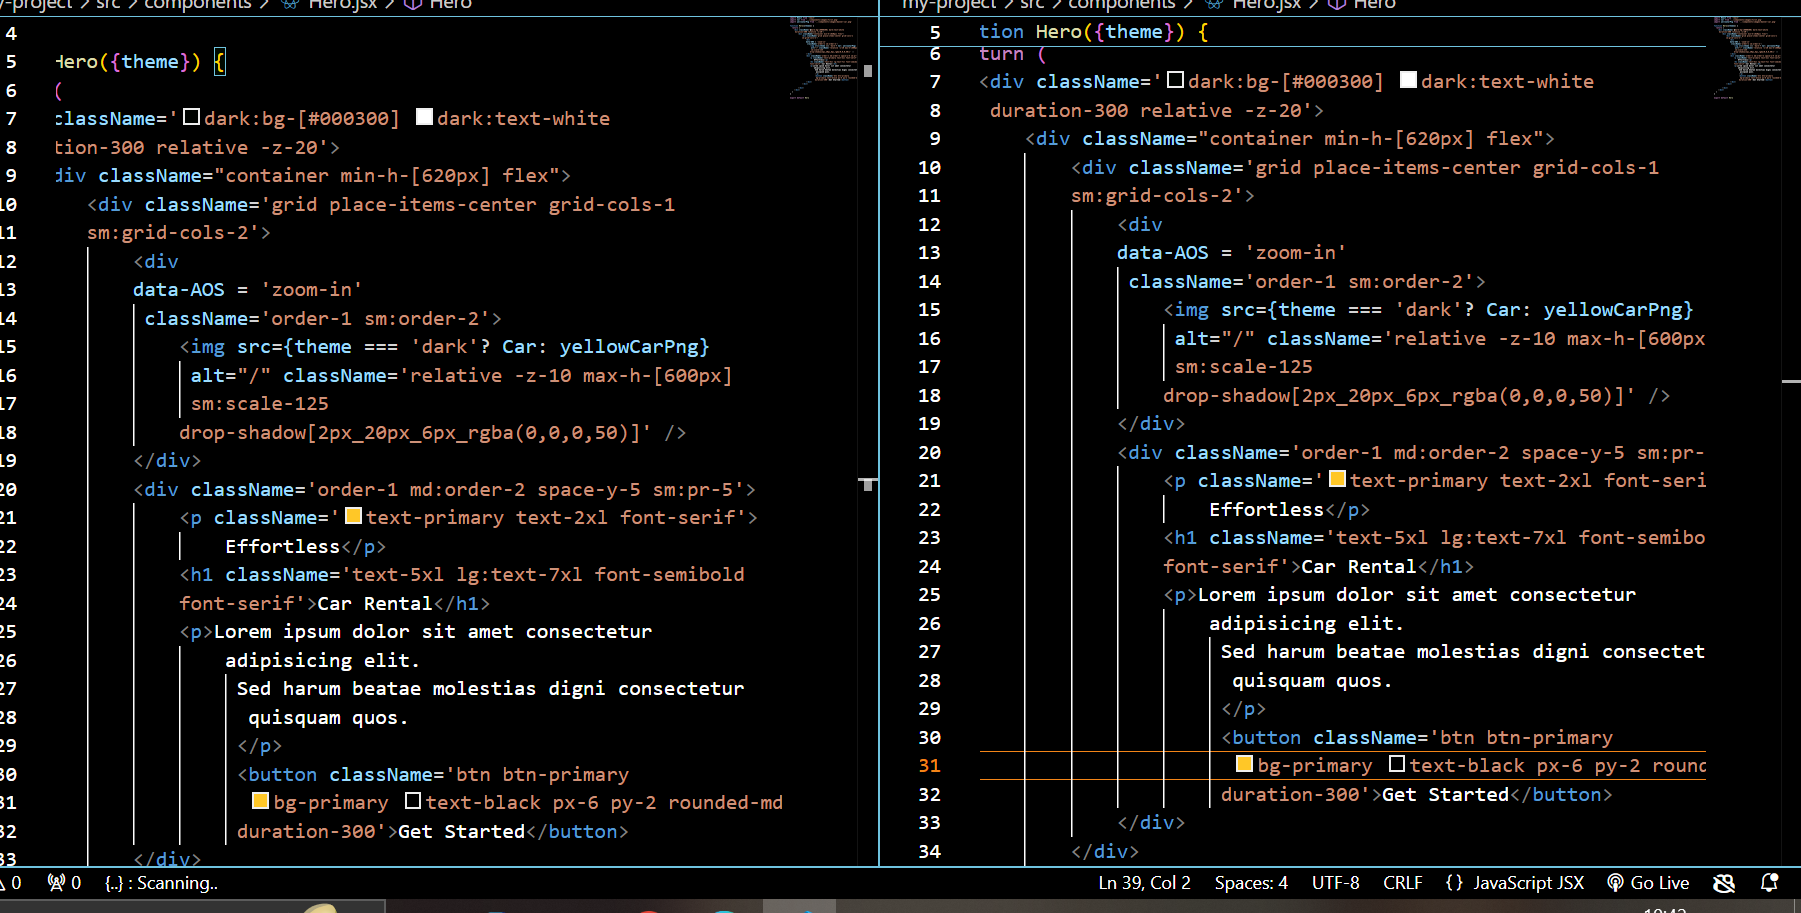 y-project > src > components > Hero.jsx > Hero
4
5 Hero({theme}) {
6 (
7 className=' dark:bg-[#000300] dark:text-white
8 tion-300 relative -z-20'>
9 div className="container min-h-[620px] flex">
10 <div className='grid place-items-center grid-cols-1
11 sm:grid-cols-2'>
12 <div
13 data-AOS = 'zoom-in'
14 className='order-1 sm:order-2'>
15 <img src={theme === 'dark'? Car: yellowCarPng}
16 alt="/" className='relative -z-10 max-h-[600px]
17 sm:scale-125
18 drop-shadow[2px_20px_6px_rgba(0,0,0,50)]' />
19 </div>
20 <div className='order-1 md:order-2 space-y-5 sm:pr-5'>
21 <p className=' text-primary text-2xl font-serif'>
22 Effortless</p>
23 <h1 className='text-5xl lg:text-7xl font-semibold
24 font-serif'>Car Rental</h1>
25 <p>Lorem ipsum dolor sit amet consectetur
26 adipisicing elit.
27 Sed harum beatae molestias digni consectetur
28 quisquam quos.
29 </p>
30 <button className='btn btn-primary
31 bg-primary text-black px-6 py-2 rounded-md
32 duration-300'>Get Started</button>
33 </div>
my-project > src > components > Hero.jsx > Hero
5 tion Hero({theme}) {
6 turn (
7 <div className=' dark:bg-[#000300] dark:text-white
8 duration-300 relative -z-20'>
9 <div className="container min-h-[620px] flex">
10 <div className='grid place-items-center grid-cols-1
11 sm:grid-cols-2'>
12 <div
13 data-AOS = 'zoom-in'
14 className='order-1 sm:order-2'>
15 <img src={theme === 'dark'? Car: yellowCarPng}
16 alt="/" className='relative -z-10 max-h-[600px
17 sm:scale-125
18 drop-shadow[2px_20px_6px_rgba(0,0,0,50)]' />
19 </div>
20 <div className='order-1 md:order-2 space-y-5 sm:pr-
21 <p className=' text-primary text-2xl font-seri
22 Effortless</p>
23 <h1 className='text-5xl lg:text-7xl font-semibo
24 font-serif'>Car Rental</h1>
25 <p>Lorem ipsum dolor sit amet consectetur
26 adipisicing elit.
27 Sed harum beatae molestias digni consectet
28 quisquam quos.
29 </p>
30 <button className='btn btn-primary
31 bg-primary text-black px-6 py-2 round
32 duration-300'>Get Started</button>
33 </div>
34 </div>
0 0 {..} : Scanning.. Ln 39, Col 2 Spaces: 4 UTF-8 CRLF {} JavaScript JSX Go Live